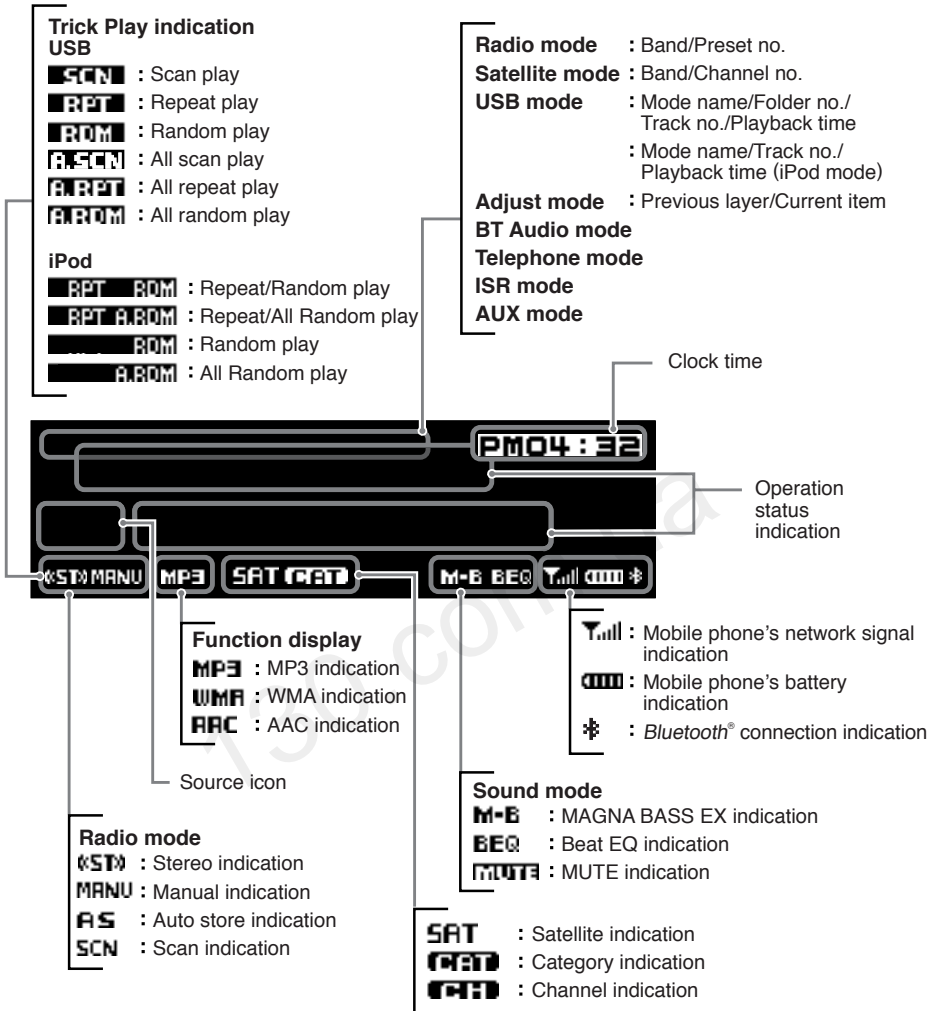 Trick Play indication
USB
SCN : Scan play
RPT : Repeat play
RDM : Random play
A.SCN : All scan play
A.RPT : All repeat play
A.RDM : All random play
iPod
RPT RDM : Repeat/Random play
RPT A.RDM : Repeat/All Random play
RDM : Random play
A.RDM : All Random play
Radio mode : Band/Preset no.
Satellite mode : Band/Channel no.
USB mode : Mode name/Folder no./
Track no./Playback time
: Mode name/Track no./
Playback time (iPod mode)
Adjust mode : Previous layer/Current item
BT Audio mode
Telephone mode
ISR mode
AUX mode
Clock time
PM04:32
Operation
status
indication
((ST)) MANU MP3 SAT CAT M-B BEQ
Function display
MP3 : MP3 indication
WMA : WMA indication
AAC : AAC indication
Source icon
Radio mode
((ST)) : Stereo indication
MANU : Manual indication
AS : Auto store indication
SCN : Scan indication
: Mobile phone's network signal
indication
: Mobile phone's battery
indication
: Bluetooth® connection indication
Sound mode
M-B : MAGNA BASS EX indication
BEQ : Beat EQ indication
MUTE : MUTE indication
SAT : Satellite indication
CAT : Category indication
CH : Channel indication
130 com